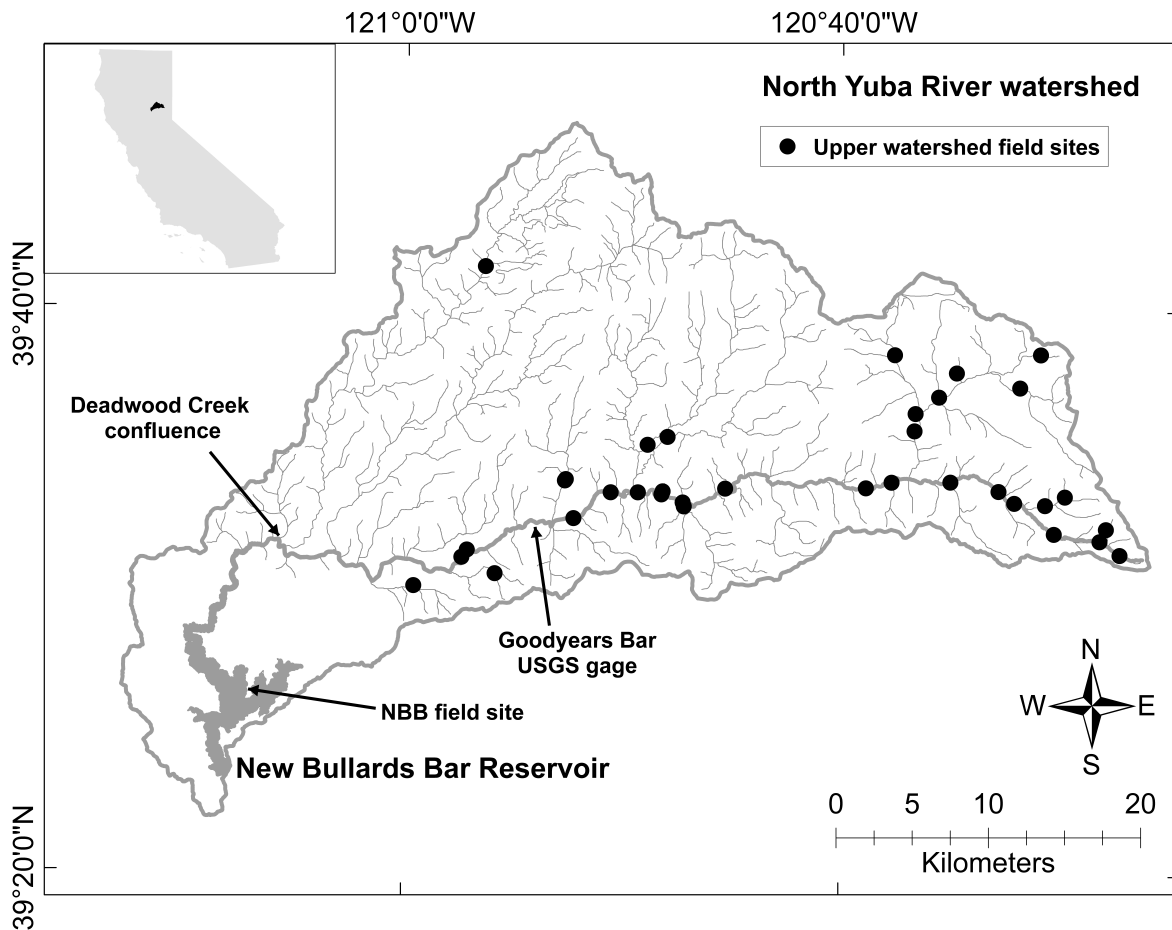 121°0'0"W
120°40'0"W
North Yuba River watershed
Upper watershed field sites
39°40'0"N
Deadwood Creek
confluence
Goodyears Bar
USGS gage
NBB field site
New Bullards Bar Reservoir
N
W
E
S
0 5 10 20
Kilometers
39°20'0"N